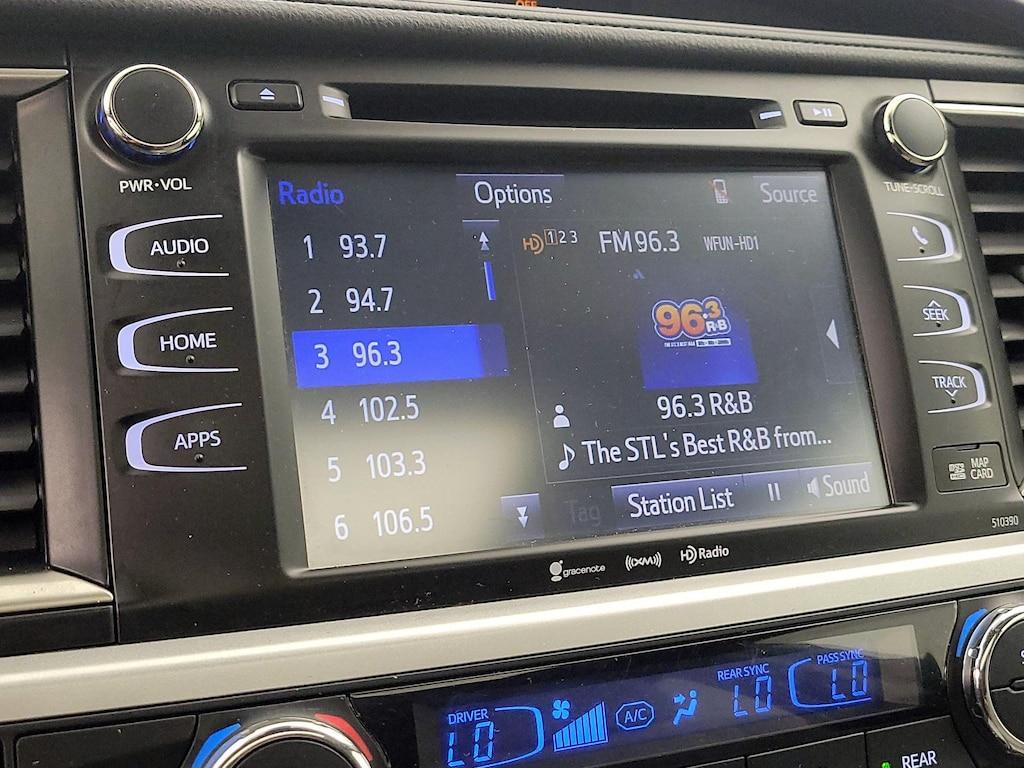 OFF
PWR•VOL
TUNE•SCROLL
AUDIO
HOME
APPS
SEEK
TRACK
MAP
CARD
510390
Radio
Options
Source
1 93.7
2 94.7
3 96.3
4 102.5
5 103.3
6 106.5
HD 1 2 3 FM 96.3 WFUN-HD1
96.3
R&B
96.3 R&B
The STL's Best R&B from...
Tag
Station List
Sound
gracenote
((XM))
HD Radio
DRIVER
LO
A/C
REAR SYNC
LO
PASS SYNC
LO
REAR